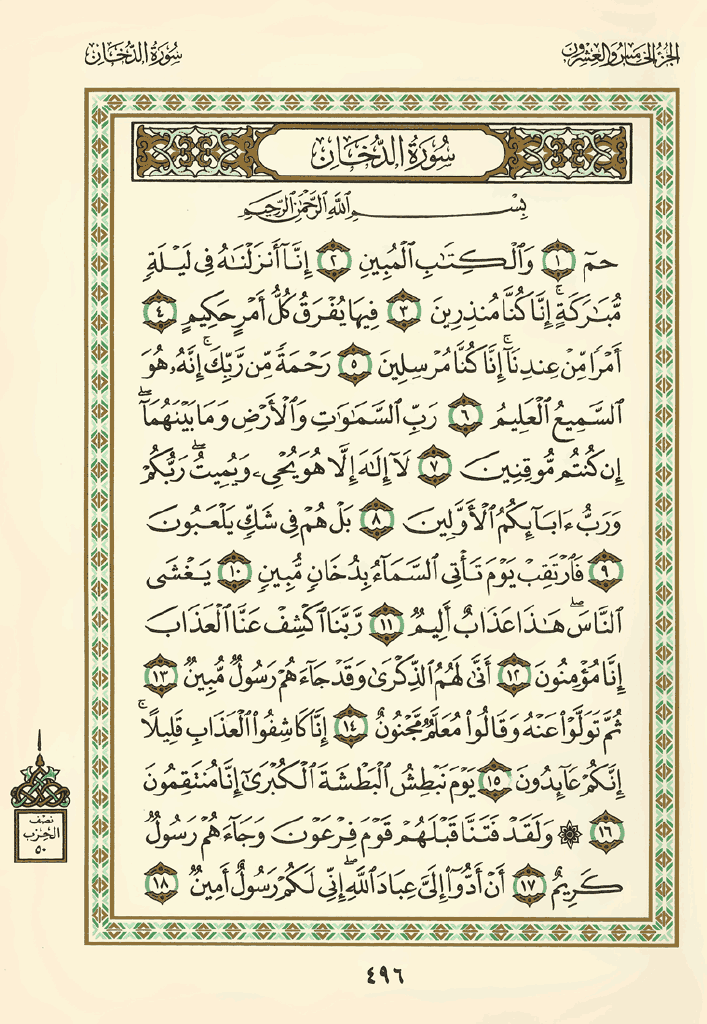 الجزء الخامس والعشرون
سورة الدخان
سُورَةُ الدُّخَانِ
بِسْمِ ٱللَّهِ ٱلرَّحْمَٰنِ ٱلرَّحِيمِ
حمٓ ١ وَٱلْكِتَٰبِ ٱلْمُبِينِ ٢ إِنَّآ أَنزَلْنَٰهُ فِى لَيْلَةٍ
مُّبَٰرَكَةٍ ۚ إِنَّا كُنَّا مُنذِرِينَ ٣ فِيهَا يُفْرَقُ كُلُّ أَمْرٍ حَكِيمٍ ٤
أَمْرًا مِّنْ عِندِنَآ ۚ إِنَّا كُنَّا مُرْسِلِينَ ٥ رَحْمَةً مِّن رَّبِّكَ ۚ إِنَّهُۥ هُوَ
ٱلسَّمِيعُ ٱلْعَلِيمُ ٦ رَبِّ ٱلسَّمَٰوَٰتِ وَٱلْأَرْضِ وَمَا بَيْنَهُمَآ ۖ
إِن كُنتُم مُّوقِنِينَ ٧ لَآ إِلَٰهَ إِلَّا هُوَ يُحْىِۦ وَيُمِيتُ ۖ رَبُّكُمْ
وَرَبُّ ءَابَآئِكُمُ ٱلْأَوَّلِينَ ٨ بَلْ هُمْ فِى شَكٍّ يَلْعَبُونَ
٩ فَٱرْتَقِبْ يَوْمَ تَأْتِى ٱلسَّمَآءُ بِدُخَانٍ مُّبِينٍ ١٠ يَغْشَى
ٱلنَّاسَ ۖ هَٰذَا عَذَابٌ أَلِيمٌ ١١ رَّبَّنَا ٱكْشِفْ عَنَّا ٱلْعَذَابَ
إِنَّا مُؤْمِنُونَ ١٢ أَنَّىٰ لَهُمُ ٱلذِّكْرَىٰ وَقَدْ جَآءَهُمْ رَسُولٌ مُّبِينٌ ١٣
ثُمَّ تَوَلَّوْا۟ عَنْهُ وَقَالُوا۟ مُعَلَّمٌ مَّجْنُونٌ ١٤ إِنَّا كَاشِفُوا۟ ٱلْعَذَابِ قَلِيلًا ۚ
إِنَّكُمْ عَآئِدُونَ ١٥ يَوْمَ نَبْطِشُ ٱلْبَطْشَةَ ٱلْكُبْرَىٰٓ إِنَّا مُنتَقِمُونَ
١٦ ۞ وَلَقَدْ فَتَنَّا قَبْلَهُمْ قَوْمَ فِرْعَوْنَ وَجَآءَهُمْ رَسُولٌ
كَرِيمٌ ١٧ أَنْ أَدُّوٓا۟ إِلَىَّ عِبَادَ ٱللَّهِ ۖ إِنِّى لَكُمْ رَسُولٌ أَمِينٌ ١٨
نصف
الحزب
٥٠
٤٩٦